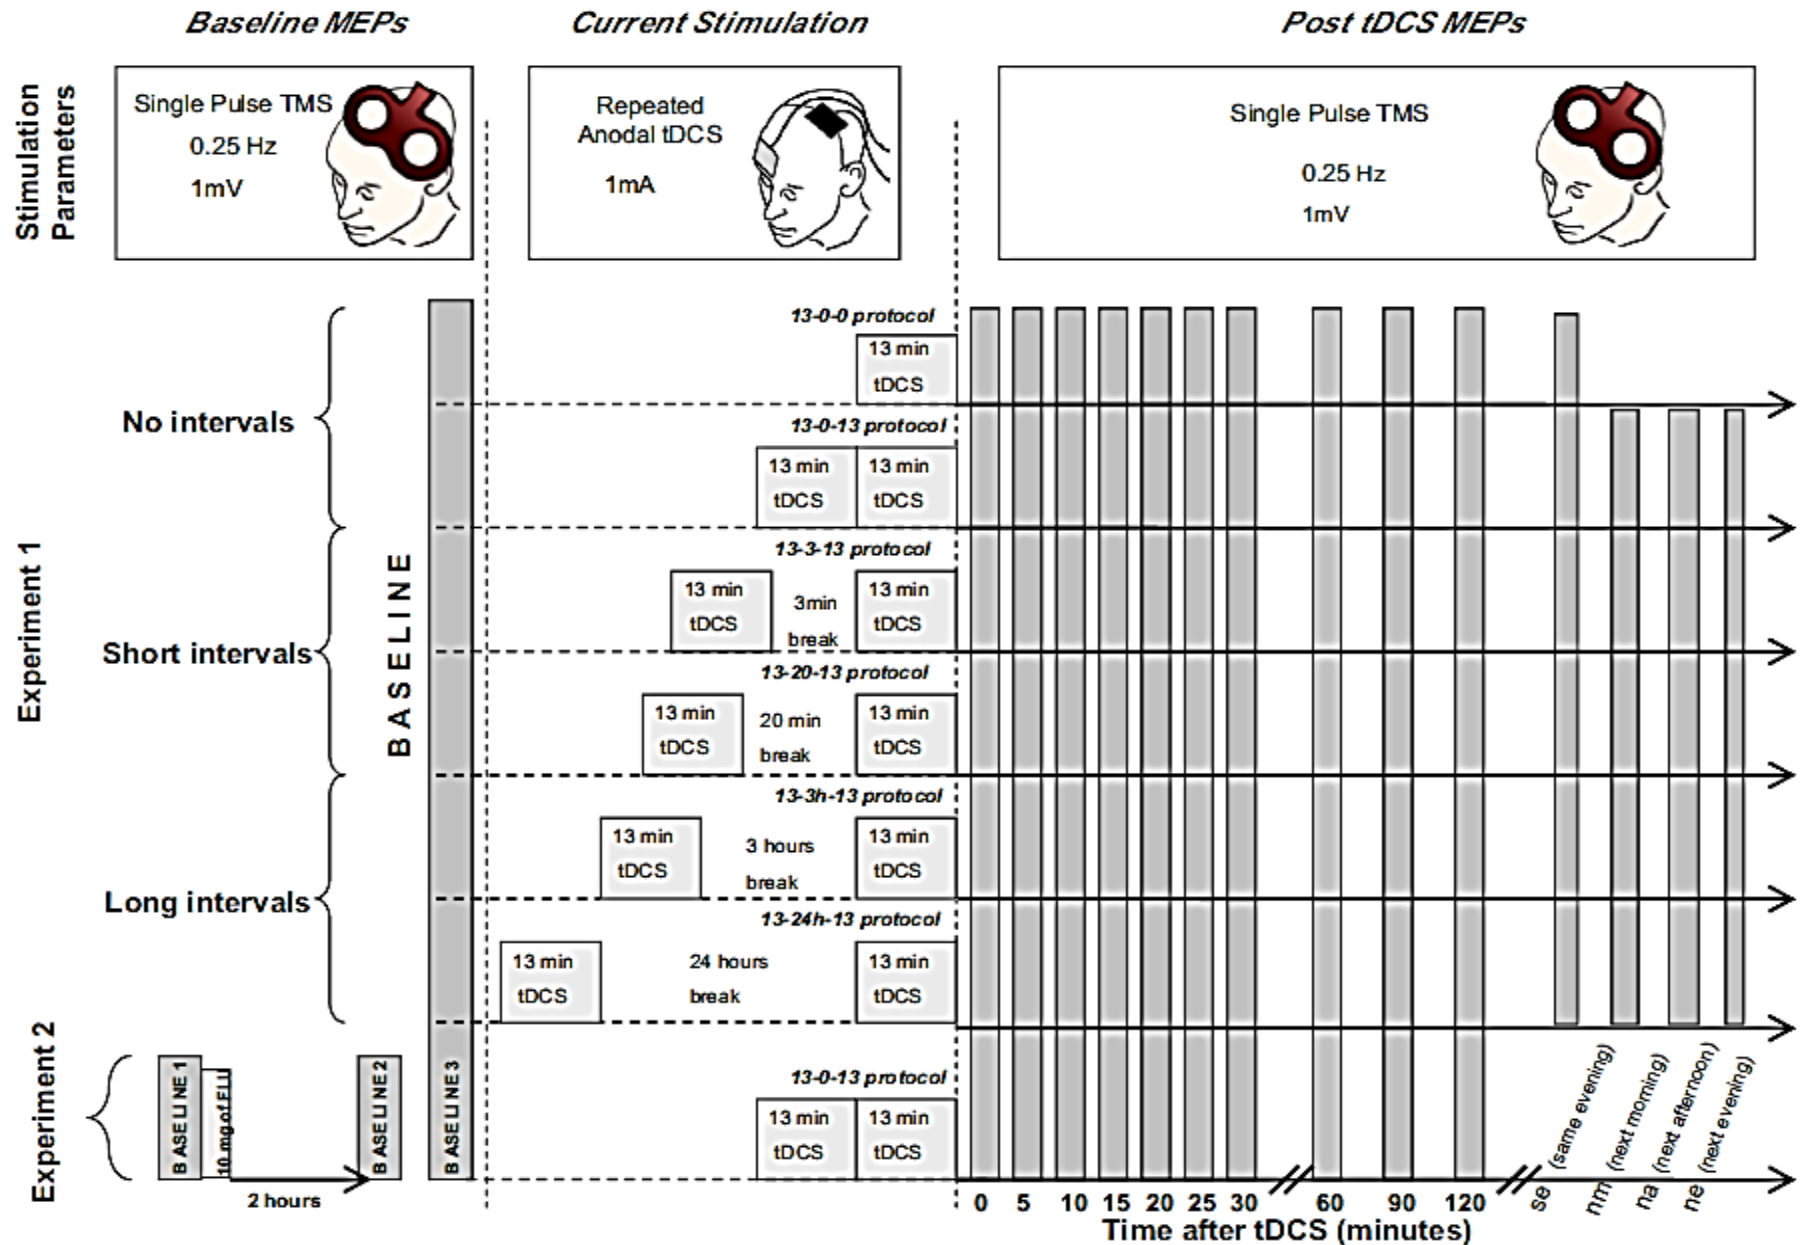 Baseline MEPs
Current Stimulation
Post tDCS MEPs
Stimulation
Parameters
Single Pulse TMS
0.25 Hz
1mV
Repeated
Anodal tDCS
1mA
Single Pulse TMS
0.25 Hz
1mV
Experiment 1
No intervals
Short intervals
Long intervals
BASELINE
13-0-0 protocol
13 min
tDCS
13-0-13 protocol
13 min
tDCS
13 min
tDCS
13-3-13 protocol
13 min
tDCS
3min
break
13 min
tDCS
13-20-13 protocol
13 min
tDCS
20 min
break
13 min
tDCS
13-3h-13 protocol
13 min
tDCS
3 hours
break
13 min
tDCS
13-24h-13 protocol
13 min
tDCS
24 hours
break
13 min
tDCS
Experiment 2
BASELINE 1
10 mg of FLU
2 hours
BASELINE 2
BASELINE 3
13-0-13 protocol
13 min
tDCS
13 min
tDCS
0 5 10 15 20 25 30 60 90 120
se (same evening)
nm (next morning)
na (next afternoon)
ne (next evening)
Time after tDCS (minutes)